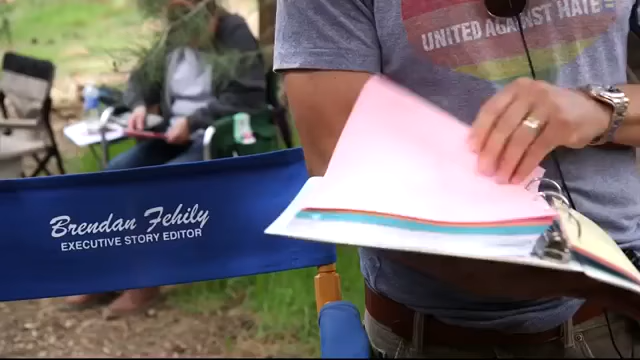 UNITED AGAINST HATE
Brendan Fehily
EXECUTIVE STORY EDITOR